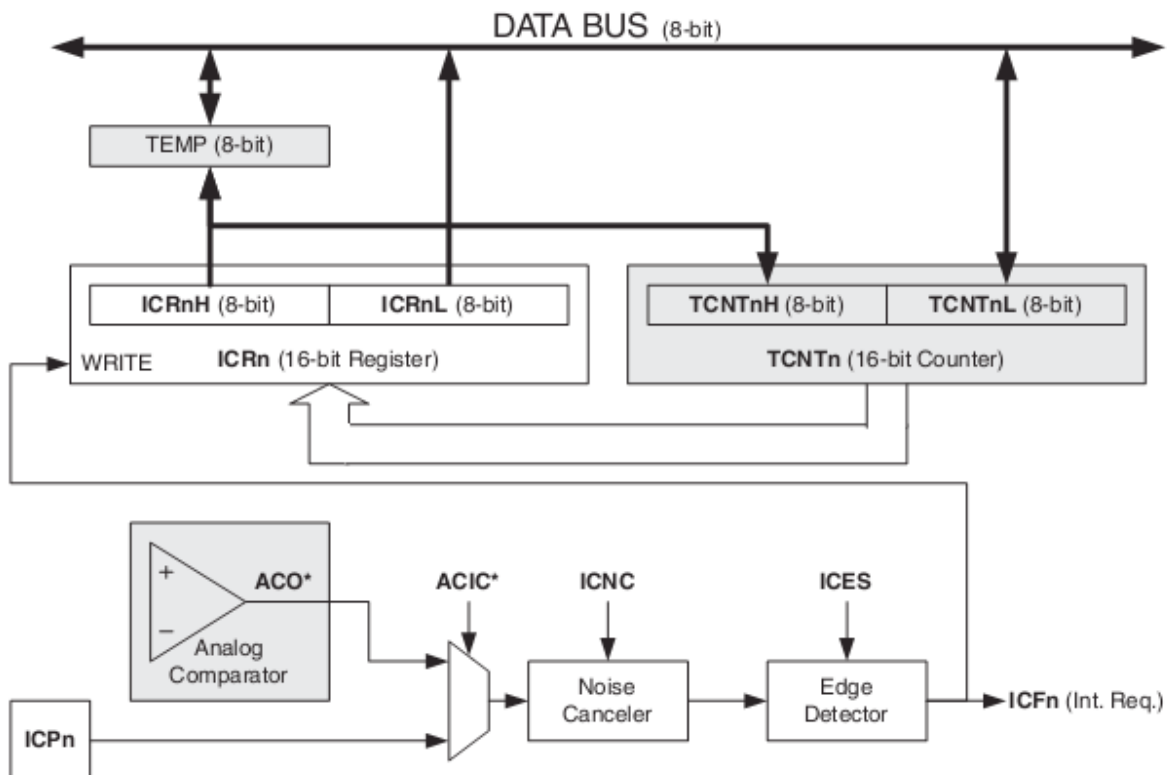 DATA BUS (8-bit)
TEMP (8-bit)
ICRnH (8-bit) ICRnL (8-bit) TCNTnH (8-bit) TCNTnL (8-bit)
WRITE ICRn (16-bit Register) TCNTn (16-bit Counter)
+ ACO* ACIC* ICNC ICES
−
Analog
Comparator
Noise
Canceler
Edge
Detector
ICFn (Int. Req.)
ICPn